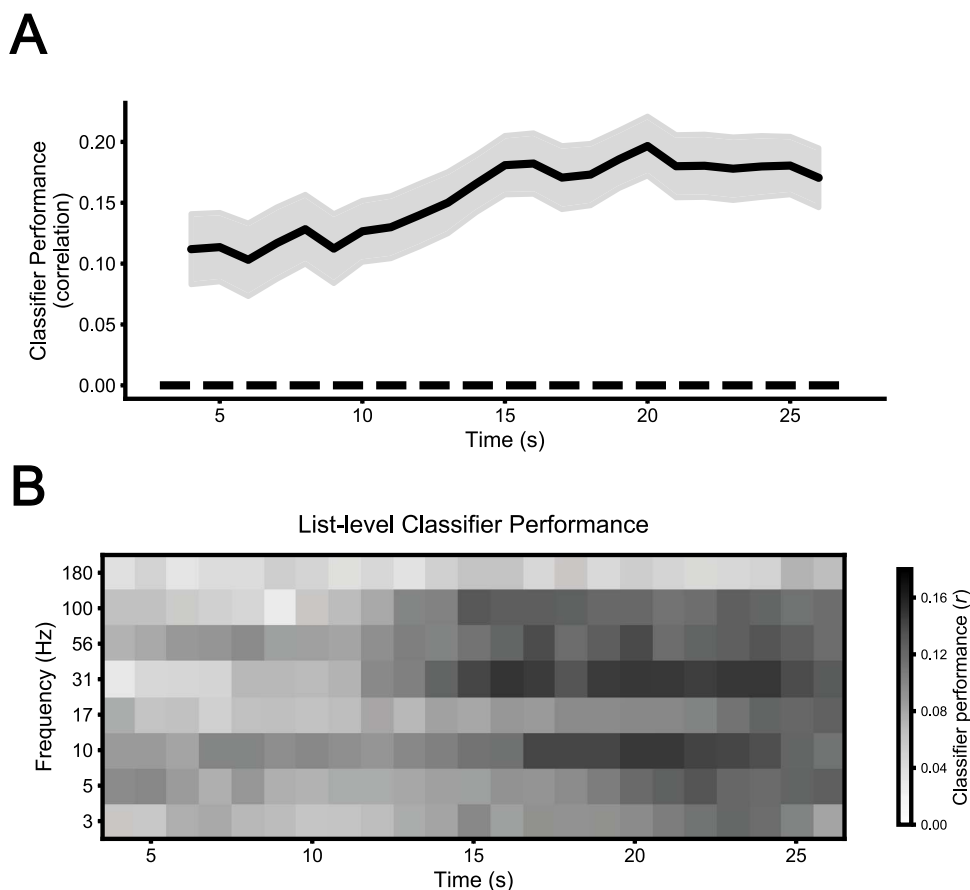 A
0.20
0.15
0.10
0.05
0.00
Classifier Performance
(correlation)
5 10 15 20 25
Time (s)
B
List-level Classifier Performance
180
100
56
31
17
10
5
3
Frequency (Hz)
5 10 15 20 25
Time (s)
0.16
0.12
0.08
0.04
0.00
Classifier performance (r)